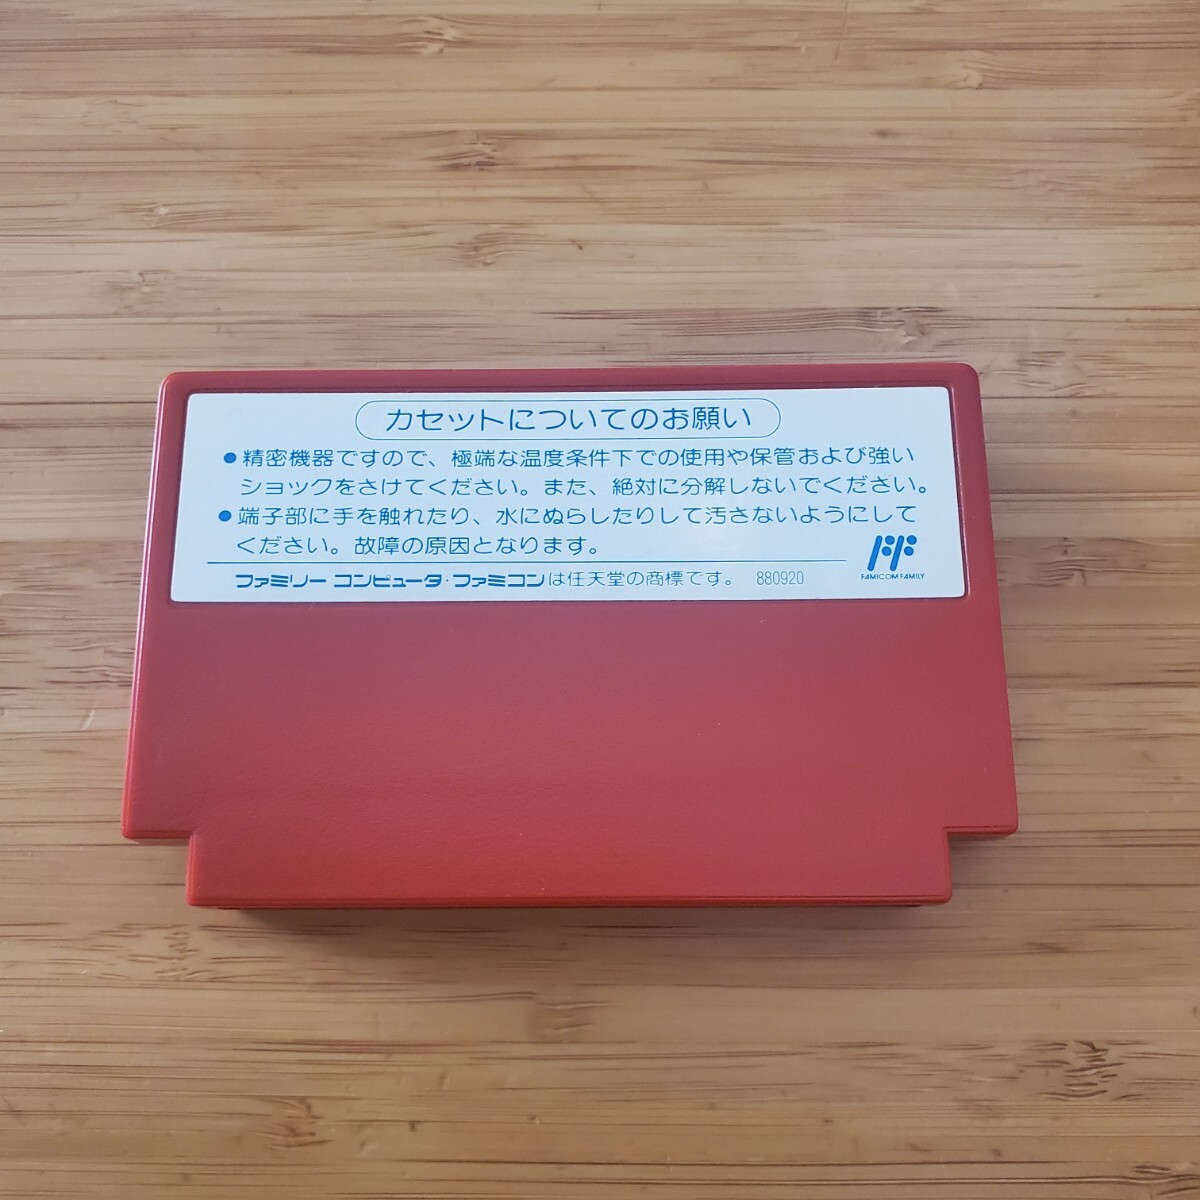 カセットについてのお願い
●精密機器ですので、極端な温度条件下での使用や保管および強い
ショックをさけてください。また、絶対に分解しないでください。
●端子部に手を触れたり、水にぬらしたりして汚さないようにして
ください。故障の原因となります。
ファミリー コンピュータ・ファミコンは任天堂の商標です。 880920
FAMICOM FAMILY